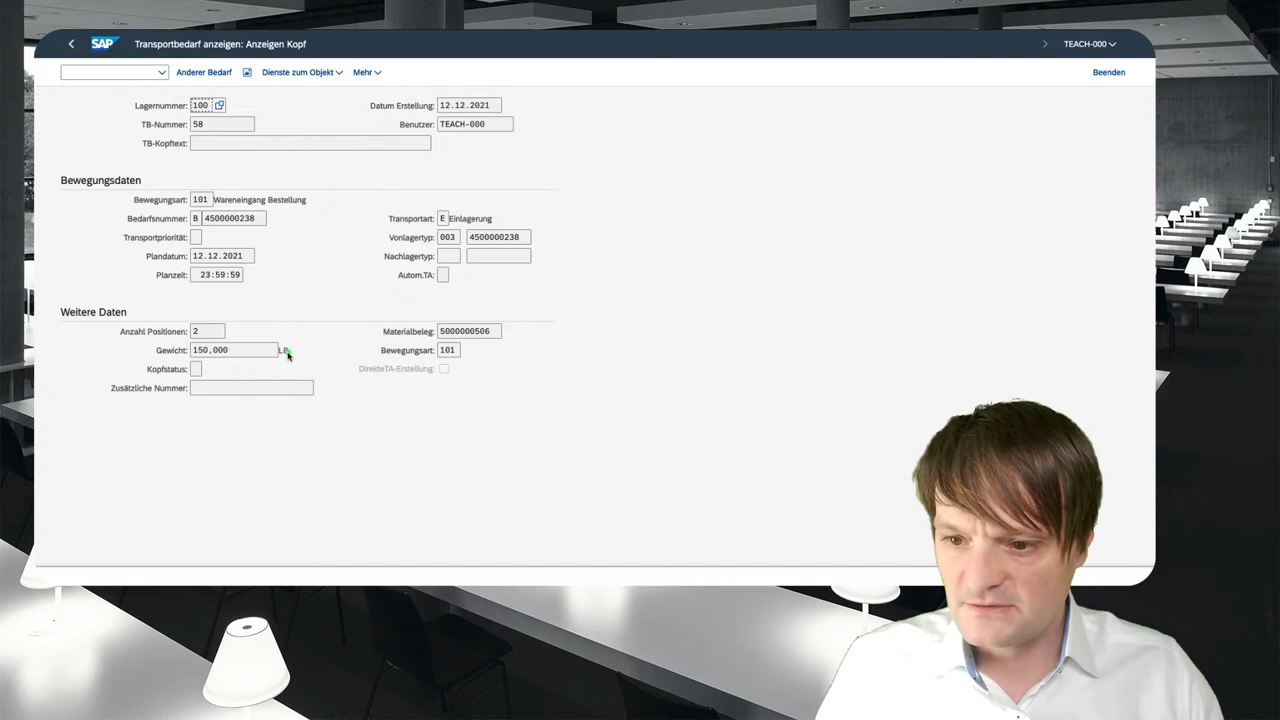 SAP Transportbedarf anzeigen: Anzeigen Kopf TEACH-000
Anderer Bedarf Dienste zum Objekt Mehr Beenden
Lagernummer: 100 Datum Erstellung: 12.12.2021
TB-Nummer: 58 Benutzer: TEACH-000
TB-Kopftext:
Bewegungsdaten
Bewegungsart: 101 Wareneingang Bestellung
Bedarfsnummer: B 4500000238 Transportart: E Einlagerung
Transportpriorität: Vonlagertyp: 003 4500000238
Plandatum: 12.12.2021 Nachlagertyp:
Planzeit: 23:59:59 Autom.TA:
Weitere Daten
Anzahl Positionen: 2 Materialbeleg: 5000000506
Gewicht: 150,000 Bewegungsart: 101
Kopfstatus: DirekteTA-Erstellung:
Zusätzliche Nummer: